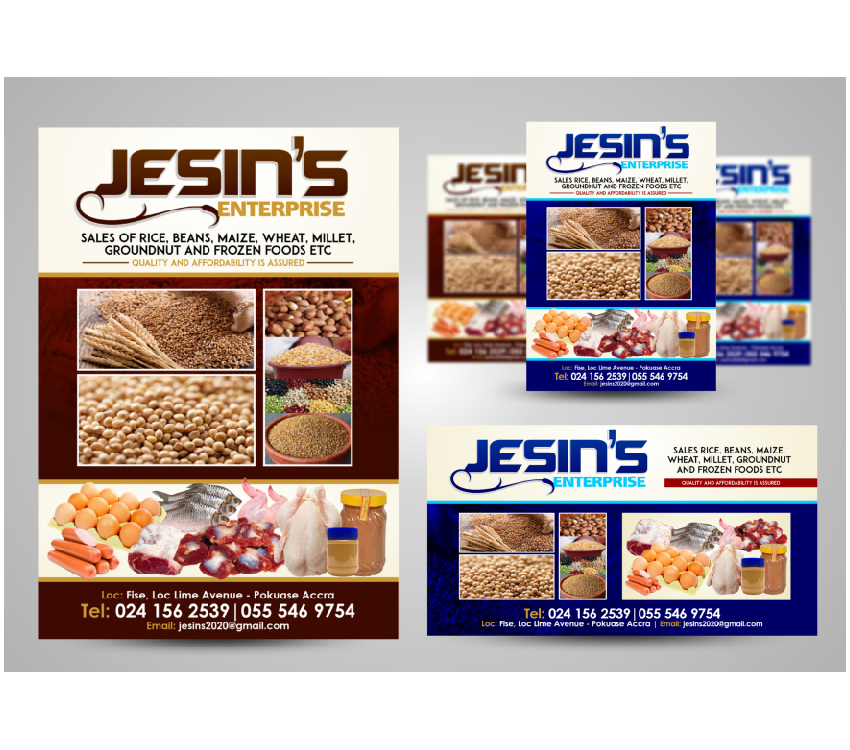 JESIN'S
ENTERPRISE
SALES OF RICE, BEANS, MAIZE, WHEAT, MILLET,
GROUNDNUT AND FROZEN FOODS ETC
QUALITY AND AFFORDABILITY IS ASSURED
Loc: Fise, Loc Lime Avenue - Pokuase Accra
Tel: 024 156 2539 | 055 546 9754
Email: jesins2020@gmail.com
JESIN'S
ENTERPRISE
SALES RICE, BEANS, MAIZE, WHEAT, MILLET,
GROUNDNUT AND FROZEN FOODS ETC
QUALITY AND AFFORDABILITY IS ASSURED
Loc: Fise, Loc Lime Avenue - Pokuase Accra
Tel: 024 156 2539 | 055 546 9754
Email: jesins2020@gmail.com
JESIN'S
ENTERPRISE
SALES RICE, BEANS, MAIZE,
WHEAT, MILLET, GROUNDNUT
AND FROZEN FOODS ETC
QUALITY AND AFFORDABILITY IS ASSURED
Tel: 024 156 2539 | 055 546 9754
Loc: Fise, Loc Lime Avenue - Pokuase Accra | Email: jesins2020@gmail.com